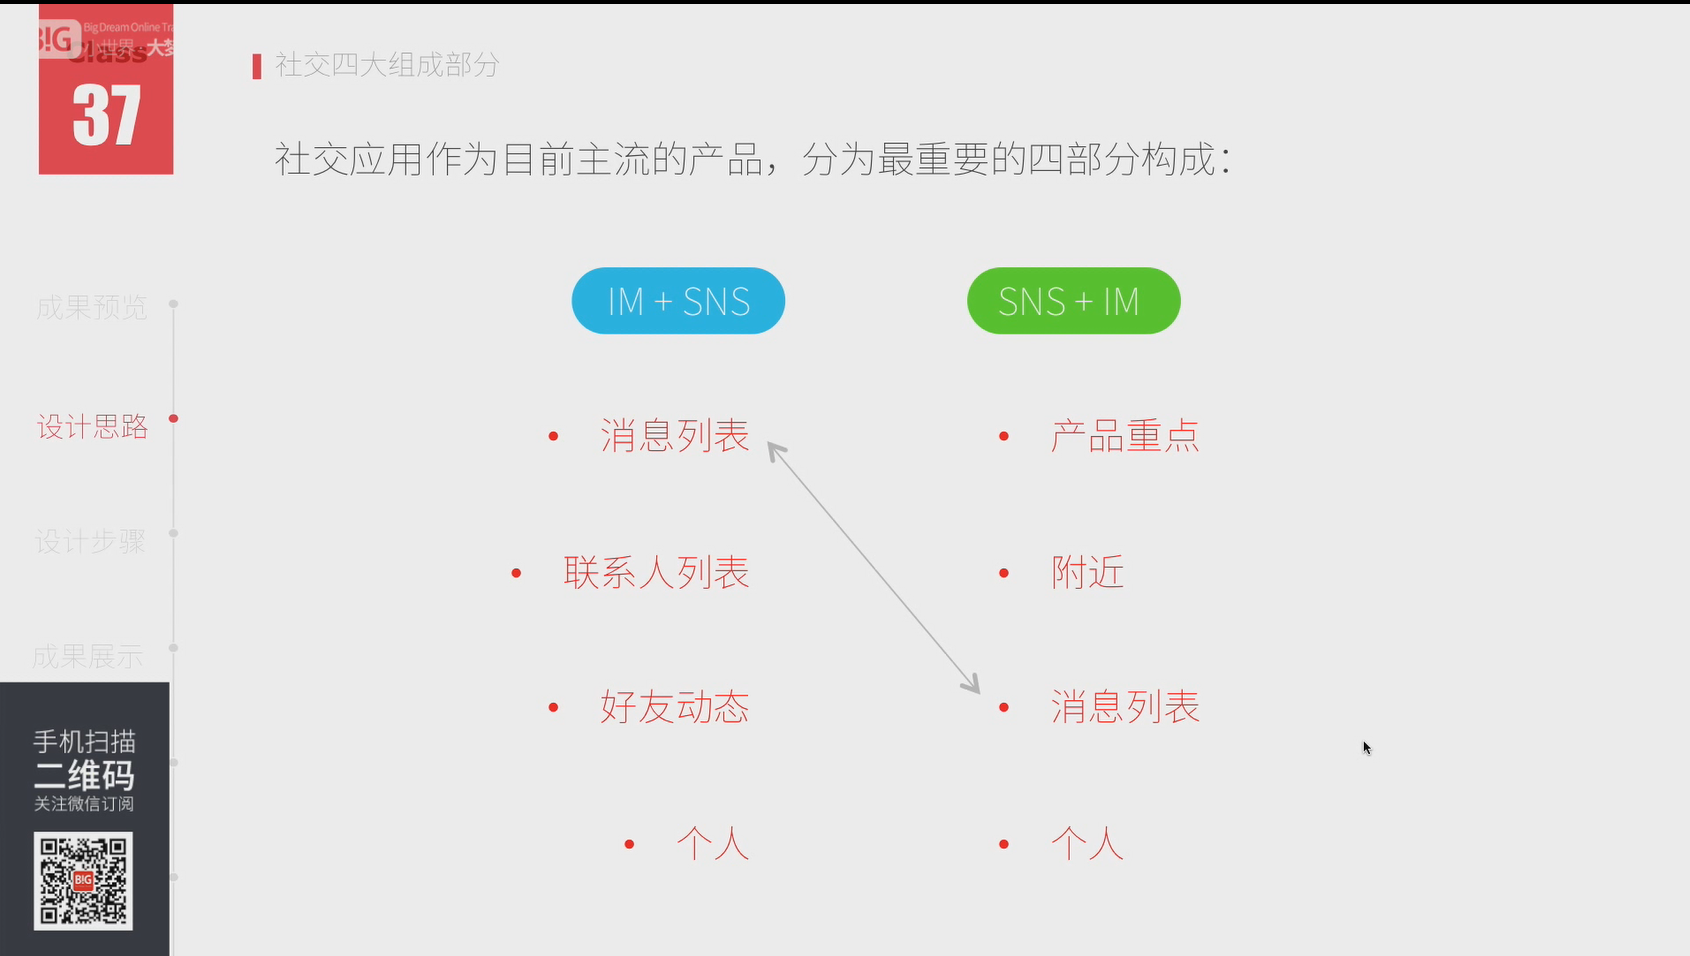 B!G
Big Dream Online Tr
世界·大梦
Class
37
社交四大组成部分
社交应用作为目前主流的产品，分为最重要的四部分构成：
IM + SNS
SNS + IM
消息列表
产品重点
联系人列表
附近
好友动态
消息列表
个人
个人
成果预览
设计思路
设计步骤
成果展示
手机扫描
二维码
关注微信订阅
B!G